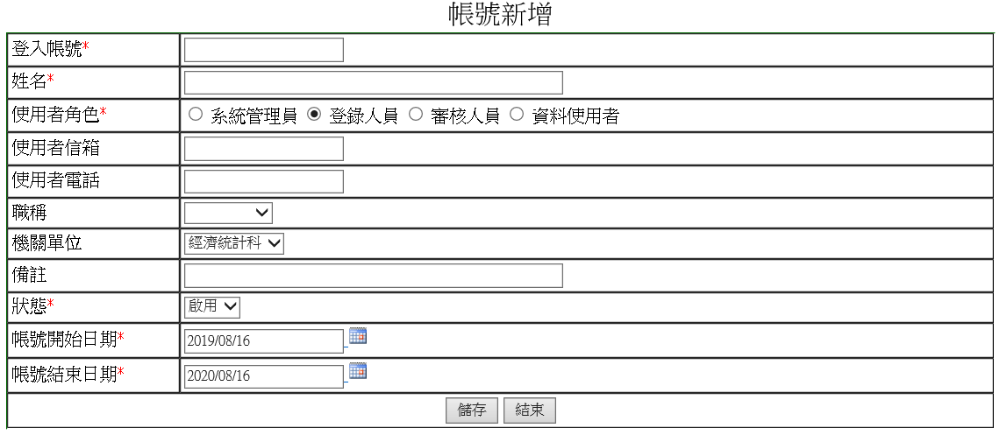 帳號新增
登入帳號*
姓名*
使用者角色* 系統管理員 登錄人員 審核人員 資料使用者
使用者信箱
使用者電話
職稱
機關單位 經濟統計科
備註
狀態* 啟用
帳號開始日期* 2019/08/16
帳號結束日期* 2020/08/16
儲存 結束